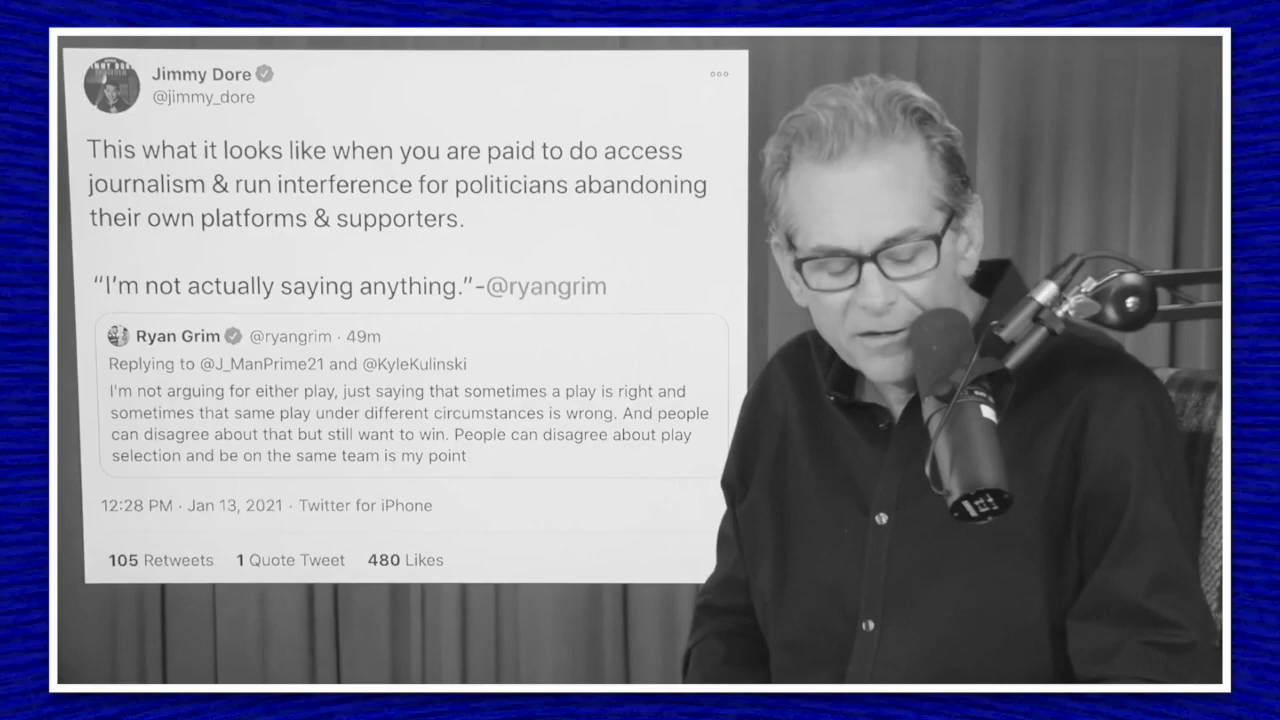 Jimmy Dore
@jimmy_dore
This what it looks like when you are paid to do access
journalism & run interference for politicians abandoning
their own platforms & supporters.
“I'm not actually saying anything.”-@ryangrim
Ryan Grim @ryangrim · 49m
Replying to @J_ManPrime21 and @KyleKulinski
I'm not arguing for either play, just saying that sometimes a play is right and
sometimes that same play under different circumstances is wrong. And people
can disagree about that but still want to win. People can disagree about play
selection and be on the same team is my point
12:28 PM · Jan 13, 2021 · Twitter for iPhone
105 Retweets 1 Quote Tweet 480 Likes